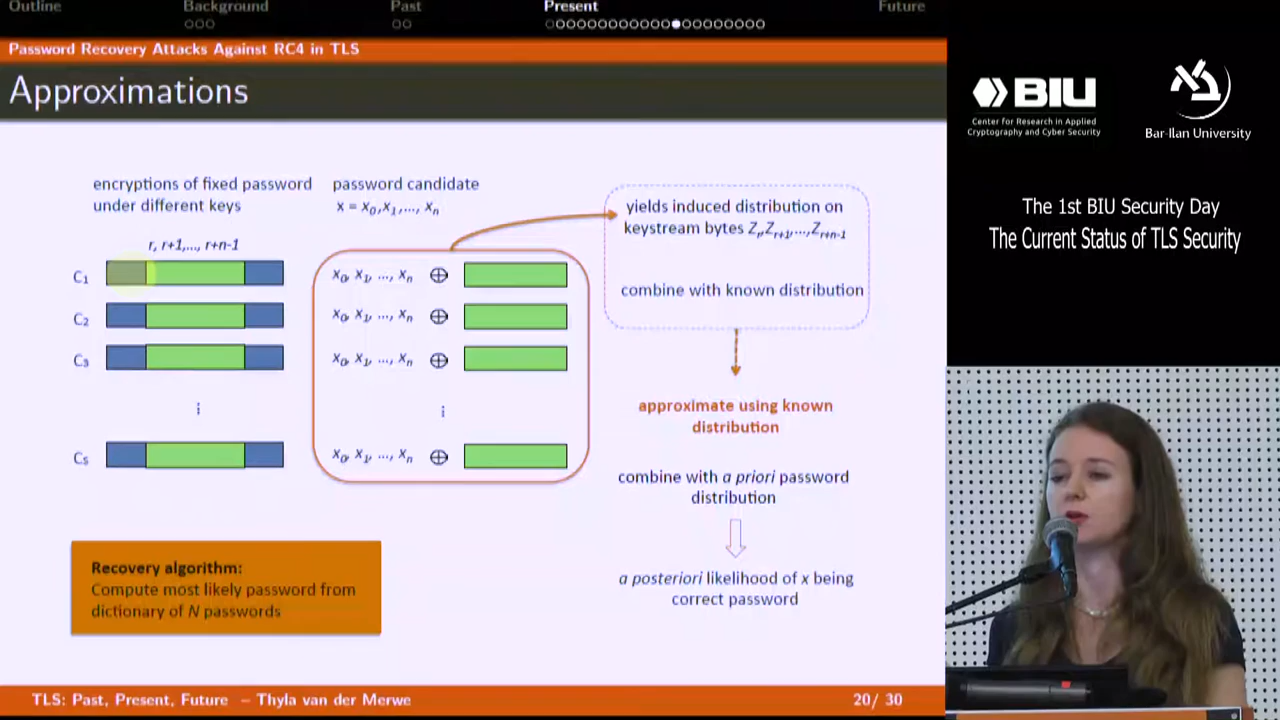 Outline Background Past Present Future
Password Recovery Attacks Against RC4 in TLS
Approximations
encryptions of fixed password
under different keys
r, r+1,..., r+n-1
C1
C2
C3
⋮
CS
password candidate
x = x0,x1,..., xn
x0, x1, ..., xn ⊕
x0, x1, ..., xn ⊕
x0, x1, ..., xn ⊕
⋮
x0, x1, ..., xn ⊕
yields induced distribution on
keystream bytes Zr,Zr+1,...,Zr+n-1
combine with known distribution
approximate using known
distribution
combine with a priori password
distribution
a posteriori likelihood of x being
correct password
Recovery algorithm:
Compute most likely password from
dictionary of N passwords
TLS: Past, Present, Future – Thyla van der Merwe 20/ 30
BIU
Center for Research in Applied
Cryptography and Cyber Security
Bar-Ilan University
The 1st BIU Security Day
The Current Status of TLS Security